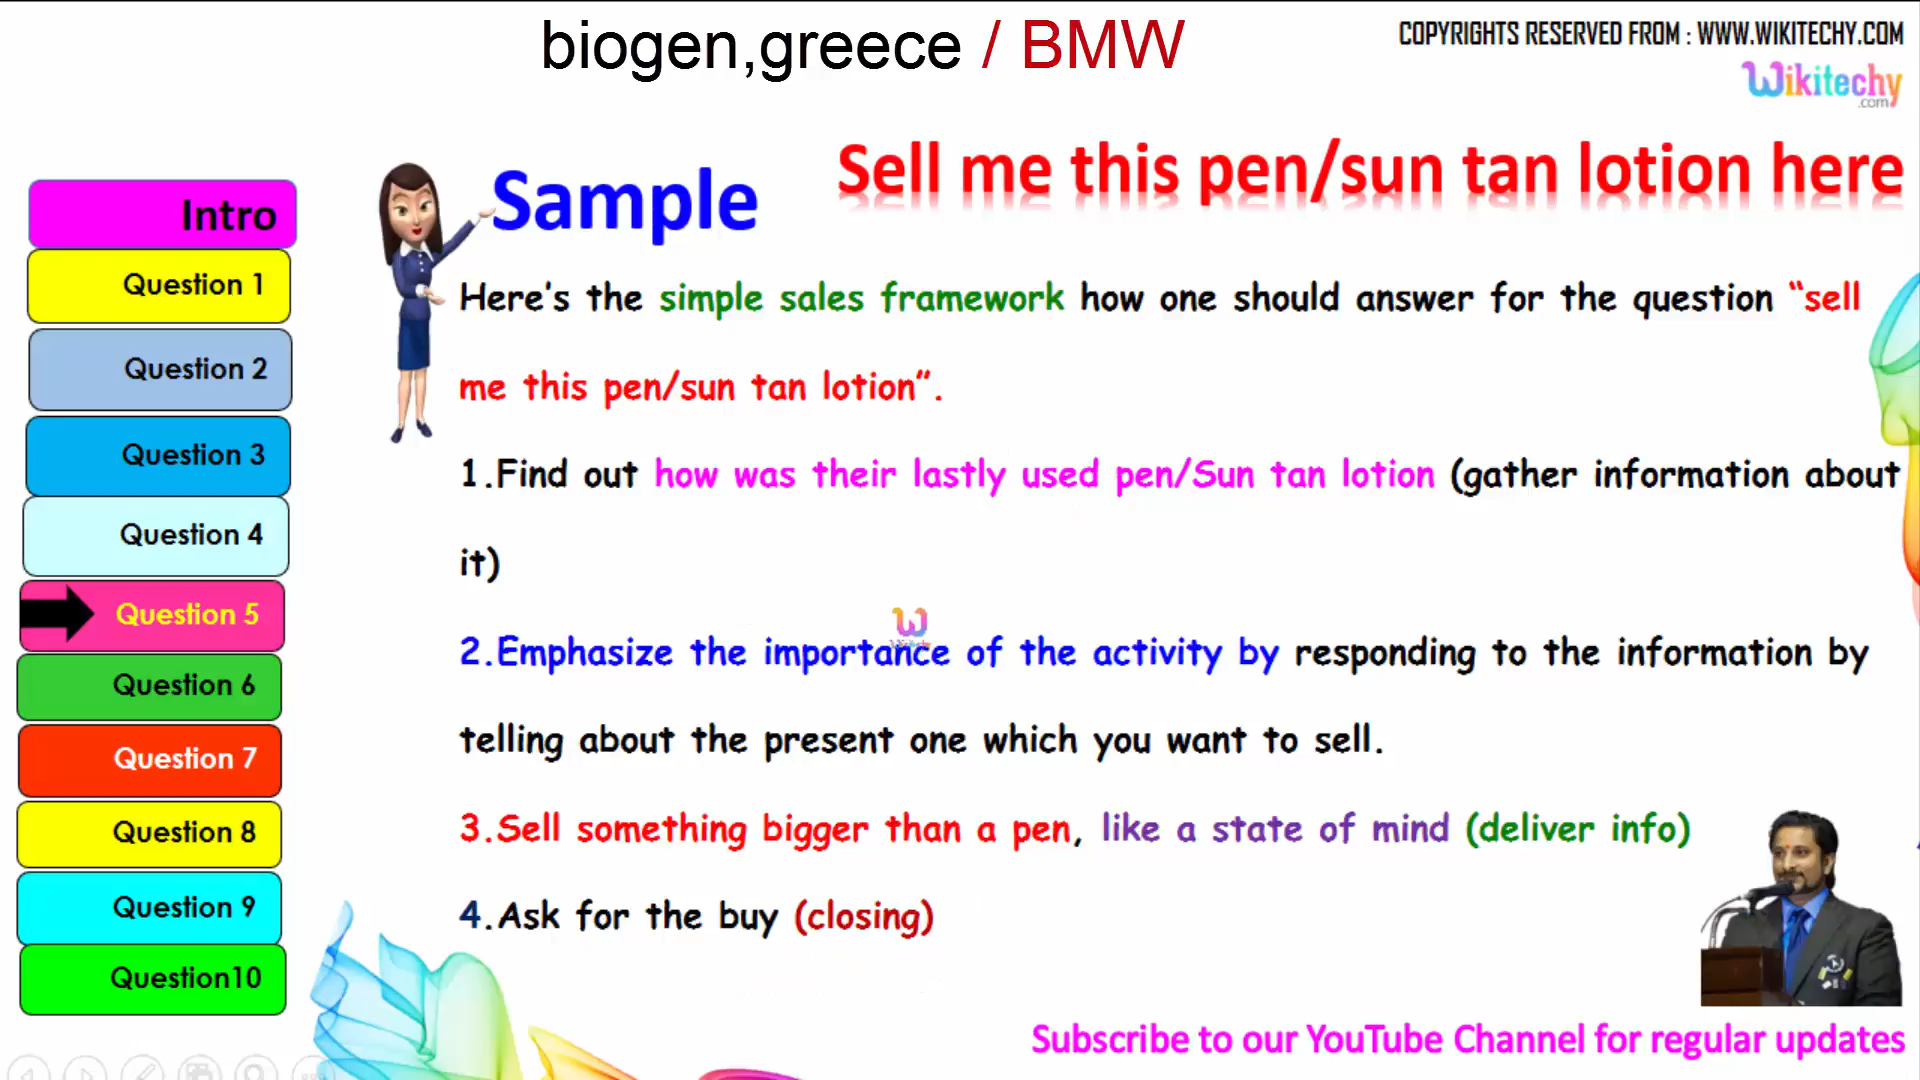 biogen,greece / BMW
COPYRIGHTS RESERVED FROM : WWW.WIKITECHY.COM
Wikitechy
.com
Sample
Sell me this pen/sun tan lotion here
Intro
Question 1
Question 2
Question 3
Question 4
Question 5
Question 6
Question 7
Question 8
Question 9
Question10
Here's the simple sales framework how one should answer for the question “sell
me this pen/sun tan lotion”.
1.Find out how was their lastly used pen/Sun tan lotion (gather information about
it)
2.Emphasize the importance of the activity by responding to the information by
telling about the present one which you want to sell.
3.Sell something bigger than a pen, like a state of mind (deliver info)
4.Ask for the buy (closing)
Subscribe to our YouTube Channel for regular updates